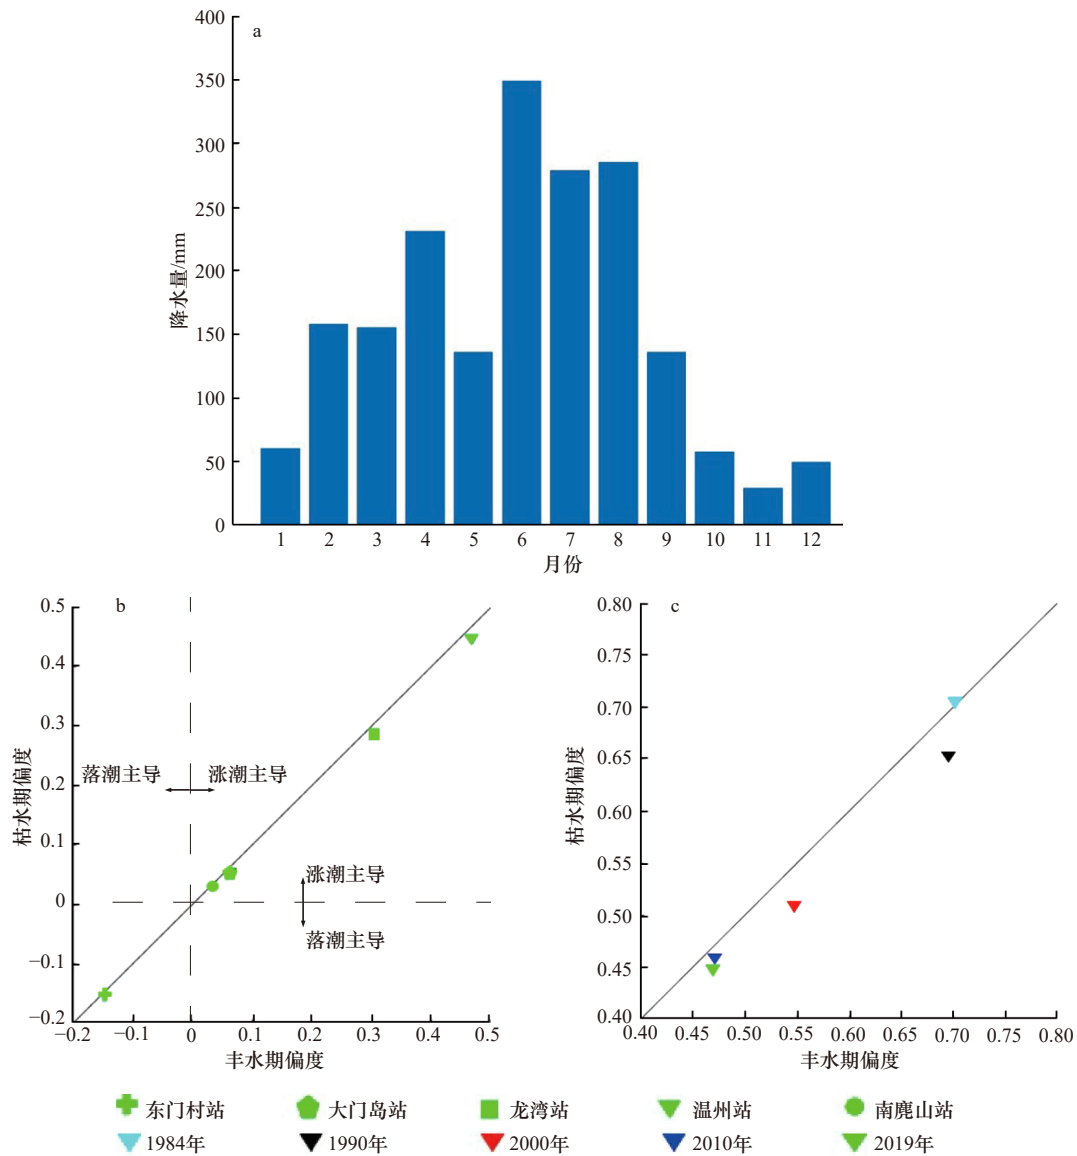 a
400
350
300
250
200
150
100
50
0
降水量/mm
1 2 3 4 5 6 7 8 9 10 11 12
月份
b
0.5
0.4
0.3
0.2
0.1
0
−0.1
−0.2
枯水期偏度
落潮主导 涨潮主导
涨潮主导
落潮主导
−0.2 −0.1 0 0.1 0.2 0.3 0.4 0.5
丰水期偏度
c
0.80
0.75
0.70
0.65
0.60
0.55
0.50
0.45
0.40
枯水期偏度
0.40 0.45 0.50 0.55 0.60 0.65 0.70 0.75 0.80
丰水期偏度
东门村站 大门岛站 龙湾站 温州站 南麂山站
1984年 1990年 2000年 2010年 2019年